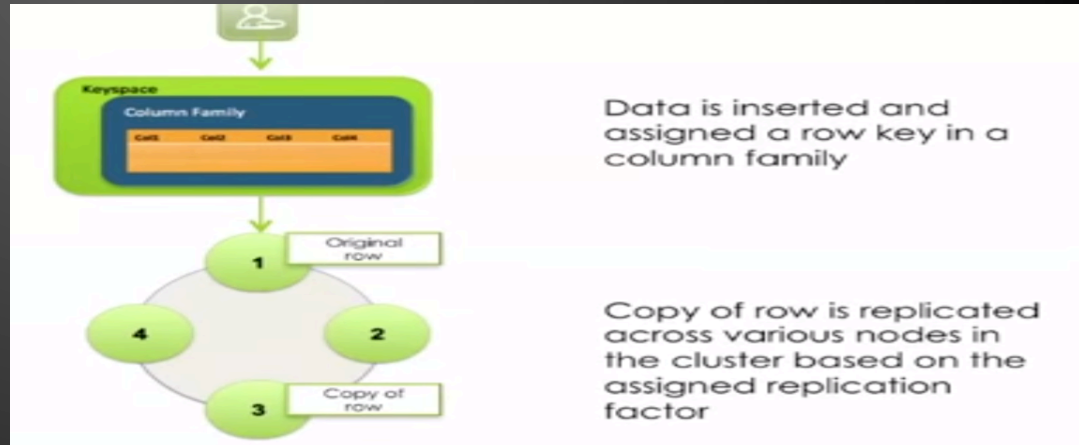 Keyspace
Column Family
Col1 Col2 Col3 Col4
Data is inserted and
assigned a row key in a
column family
Original
row
1
4
2
3
Copy of
row
Copy of row is replicated
across various nodes in
the cluster based on the
assigned replication
factor